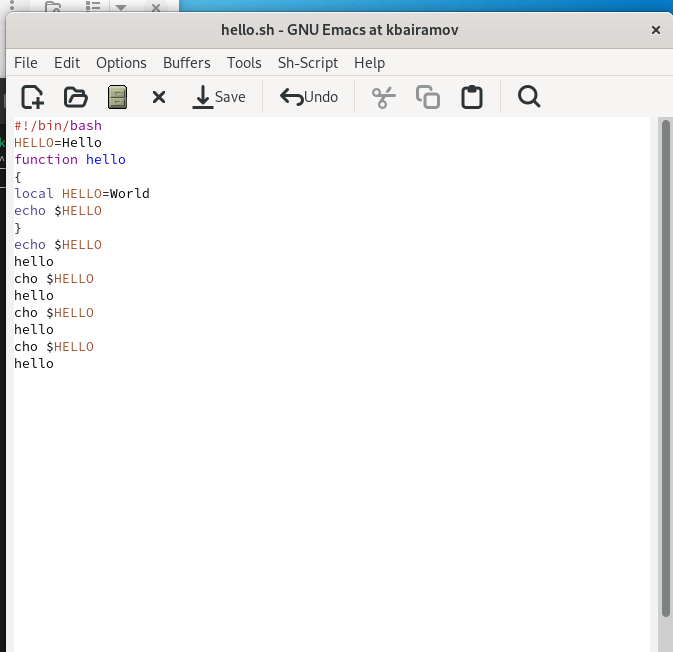 hello.sh - GNU Emacs at kbairamov
File Edit Options Buffers Tools Sh-Script Help
Save Undo
#!/bin/bash
HELLO=Hello
function hello
{
local HELLO=World
echo $HELLO
}
echo $HELLO
hello
cho $HELLO
hello
cho $HELLO
hello
cho $HELLO
hello